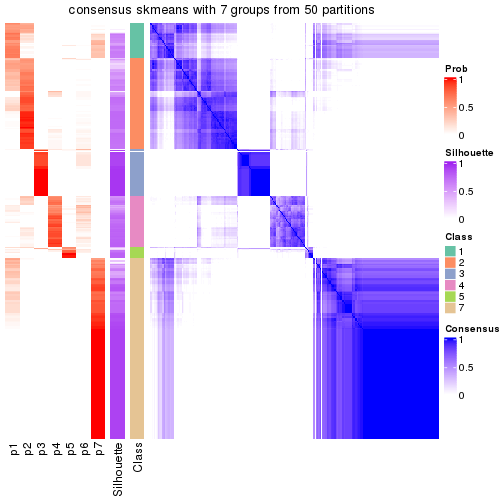 consensus skmeans with 7 groups from 50 partitions
Prob
1
0.5
0
Silhouette
1
0.5
0
Class
1
2
3
4
5
7
Consensus
1
0.5
0
p1
p2
p3
p4
p5
p6
p7
Silhouette
Class